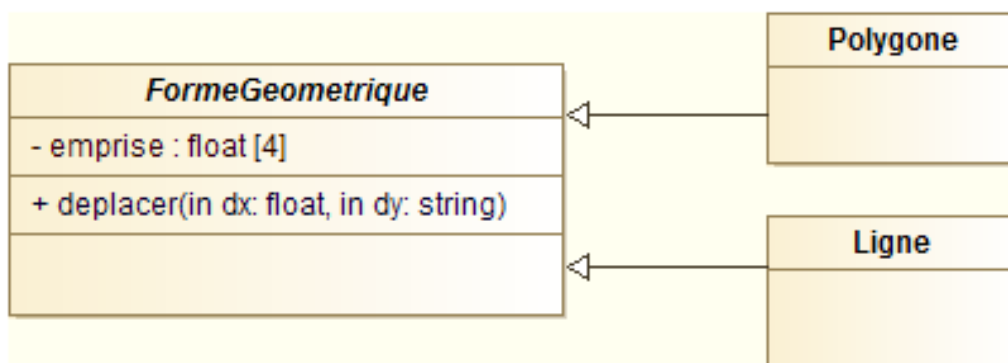 FormeGeometrique
- emprise : float [4]
+ deplacer(in dx: float, in dy: string)
Polygone
Ligne